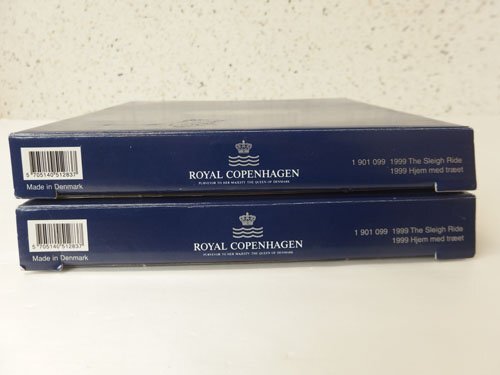 5 705140 512837
Made in Denmark
ROYAL COPENHAGEN
PURVEYOR TO HER MAJESTY THE QUEEN OF DENMARK
1 901 099 1999 The Sleigh Ride
1999 Hjem med træet
5 705140 512837
Made in Denmark
ROYAL COPENHAGEN
PURVEYOR TO HER MAJESTY THE QUEEN OF DENMARK
1 901 099 1999 The Sleigh Ride
1999 Hjem med træet